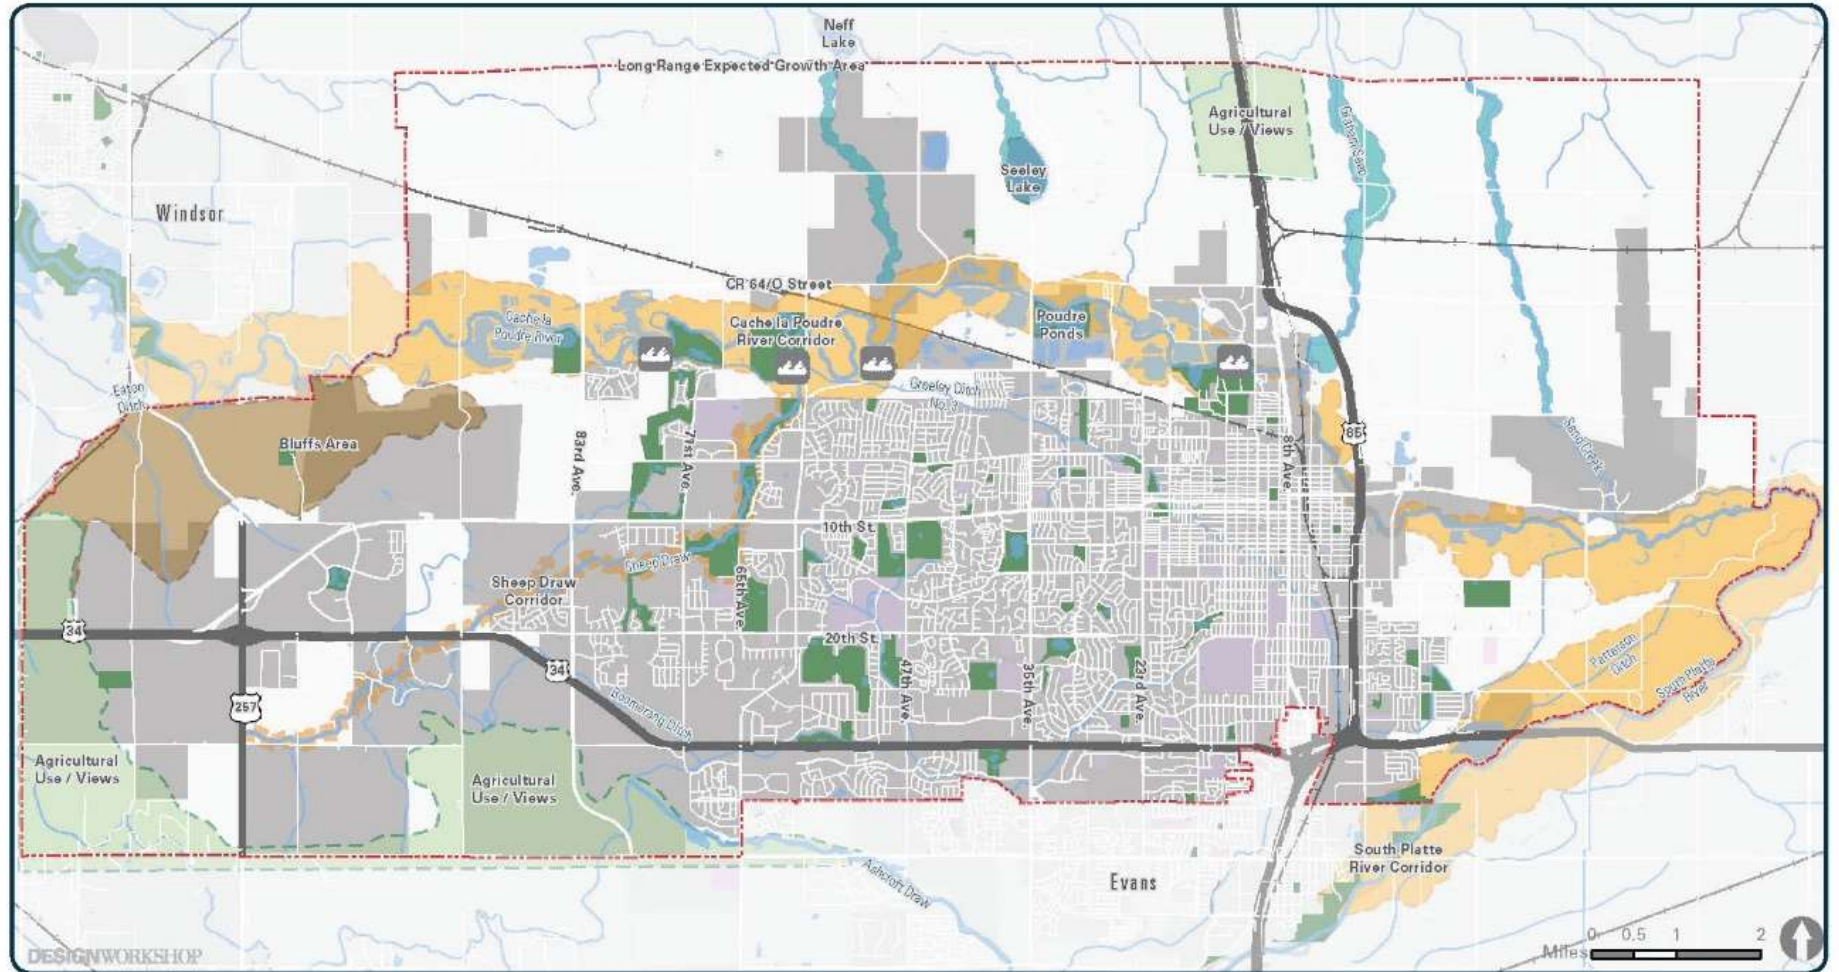 Neff
Lake
Long Range Expected Growth Area
Agricultural
Use / Views
Graham Seep
Seeley
Lake
Windsor
CR 64/O Street
Cache la
Poudre River
Cache la Poudre
River Corridor
Poudre
Ponds
Eaton
Ditch
Greeley Ditch
No. 3
Bluffs Area
83rd Ave.
71st Ave.
8th Ave.
85
Sand Creek
10th St.
Sheep Draw
Sheep Draw
Corridor
65th Ave.
34
20th St.
34
47th Ave.
35th Ave.
23rd Ave.
Patterson
Ditch
South Platte
River
257
Boomerang Ditch
Agricultural
Use / Views
Agricultural
Use / Views
South Platte
River Corridor
Ashcroft Draw
Evans
0 0.5 1 2
Miles
DESIGNWORKSHOP